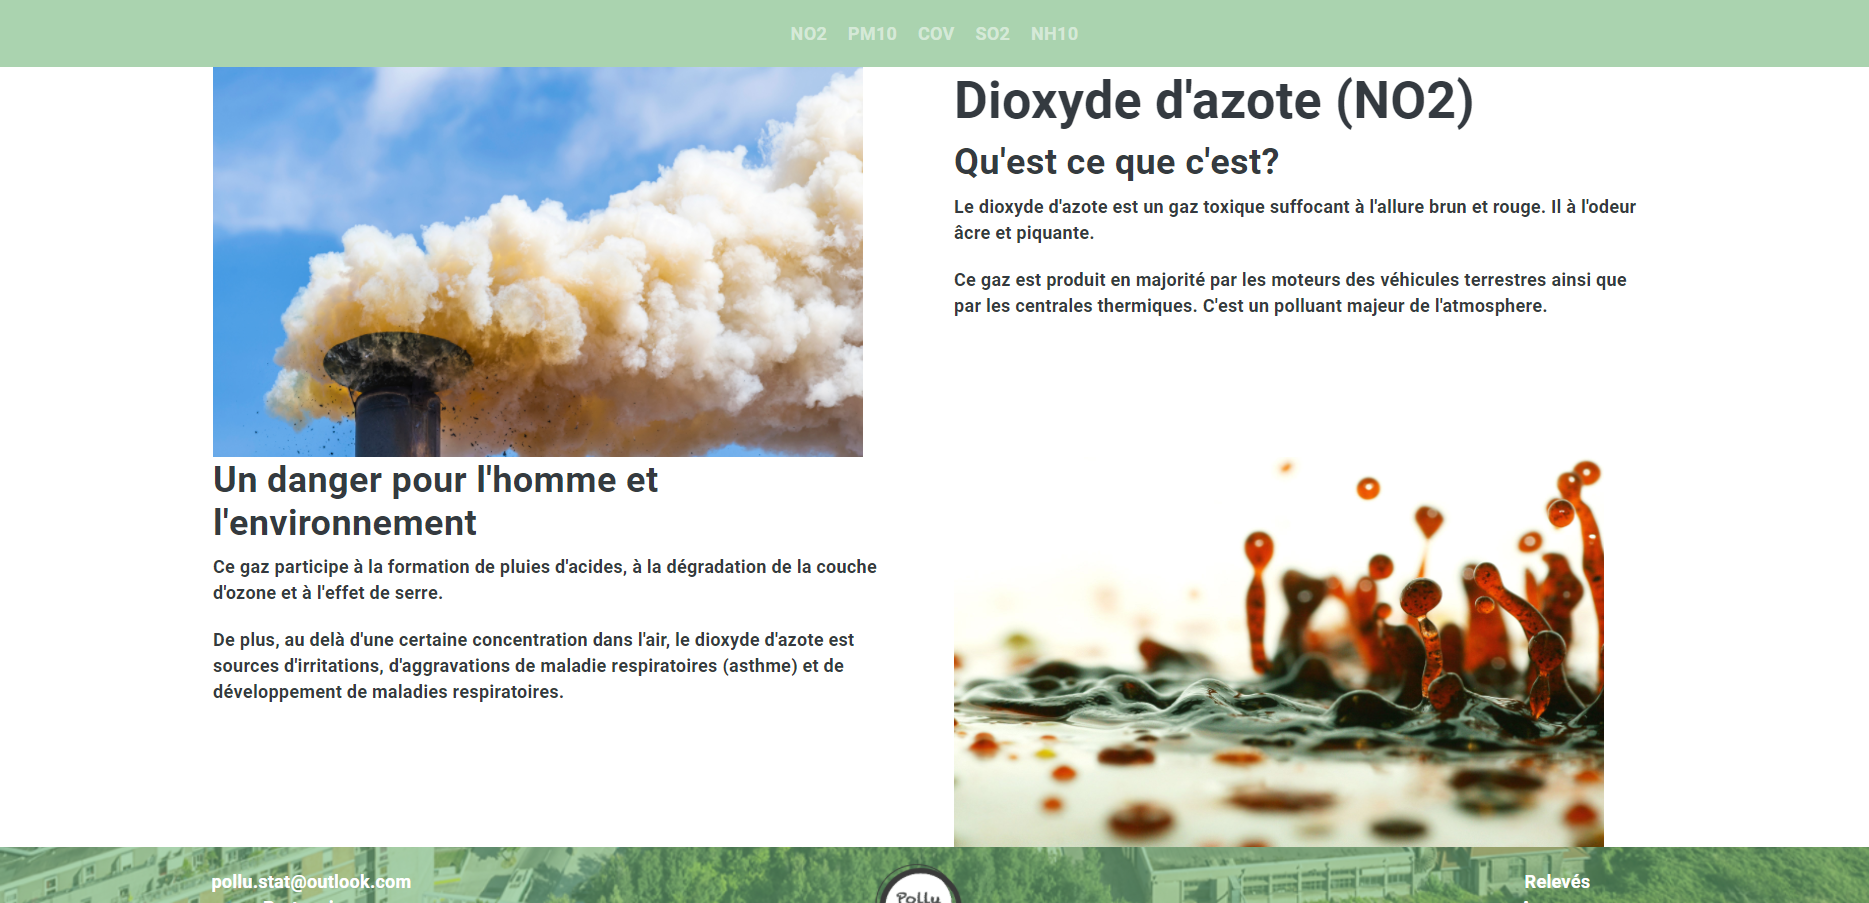 NO2 PM10 COV SO2 NH10
Dioxyde d'azote (NO2)
Qu'est ce que c'est?
Le dioxyde d'azote est un gaz toxique suffocant à l'allure brun et rouge. Il à l'odeur
âcre et piquante.
Ce gaz est produit en majorité par les moteurs des véhicules terrestres ainsi que
par les centrales thermiques. C'est un polluant majeur de l'atmosphere.
Un danger pour l'homme et
l'environnement
Ce gaz participe à la formation de pluies d'acides, à la dégradation de la couche
d'ozone et à l'effet de serre.
De plus, au delà d'une certaine concentration dans l'air, le dioxyde d'azote est
sources d'irritations, d'aggravations de maladie respiratoires (asthme) et de
développement de maladies respiratoires.
pollu.stat@outlook.com
Pollu
Relevés